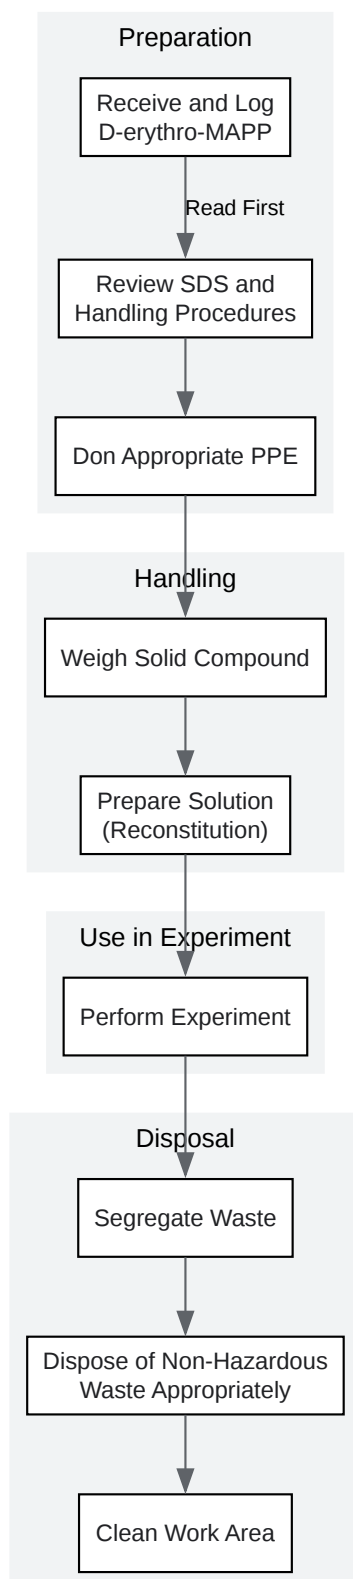 Preparation
Receive and Log
D-erythro-MAPP
Read First
Review SDS and
Handling Procedures
Don Appropriate PPE
Handling
Weigh Solid Compound
Prepare Solution
(Reconstitution)
Use in Experiment
Perform Experiment
Disposal
Segregate Waste
Dispose of Non-Hazardous
Waste Appropriately
Clean Work Area